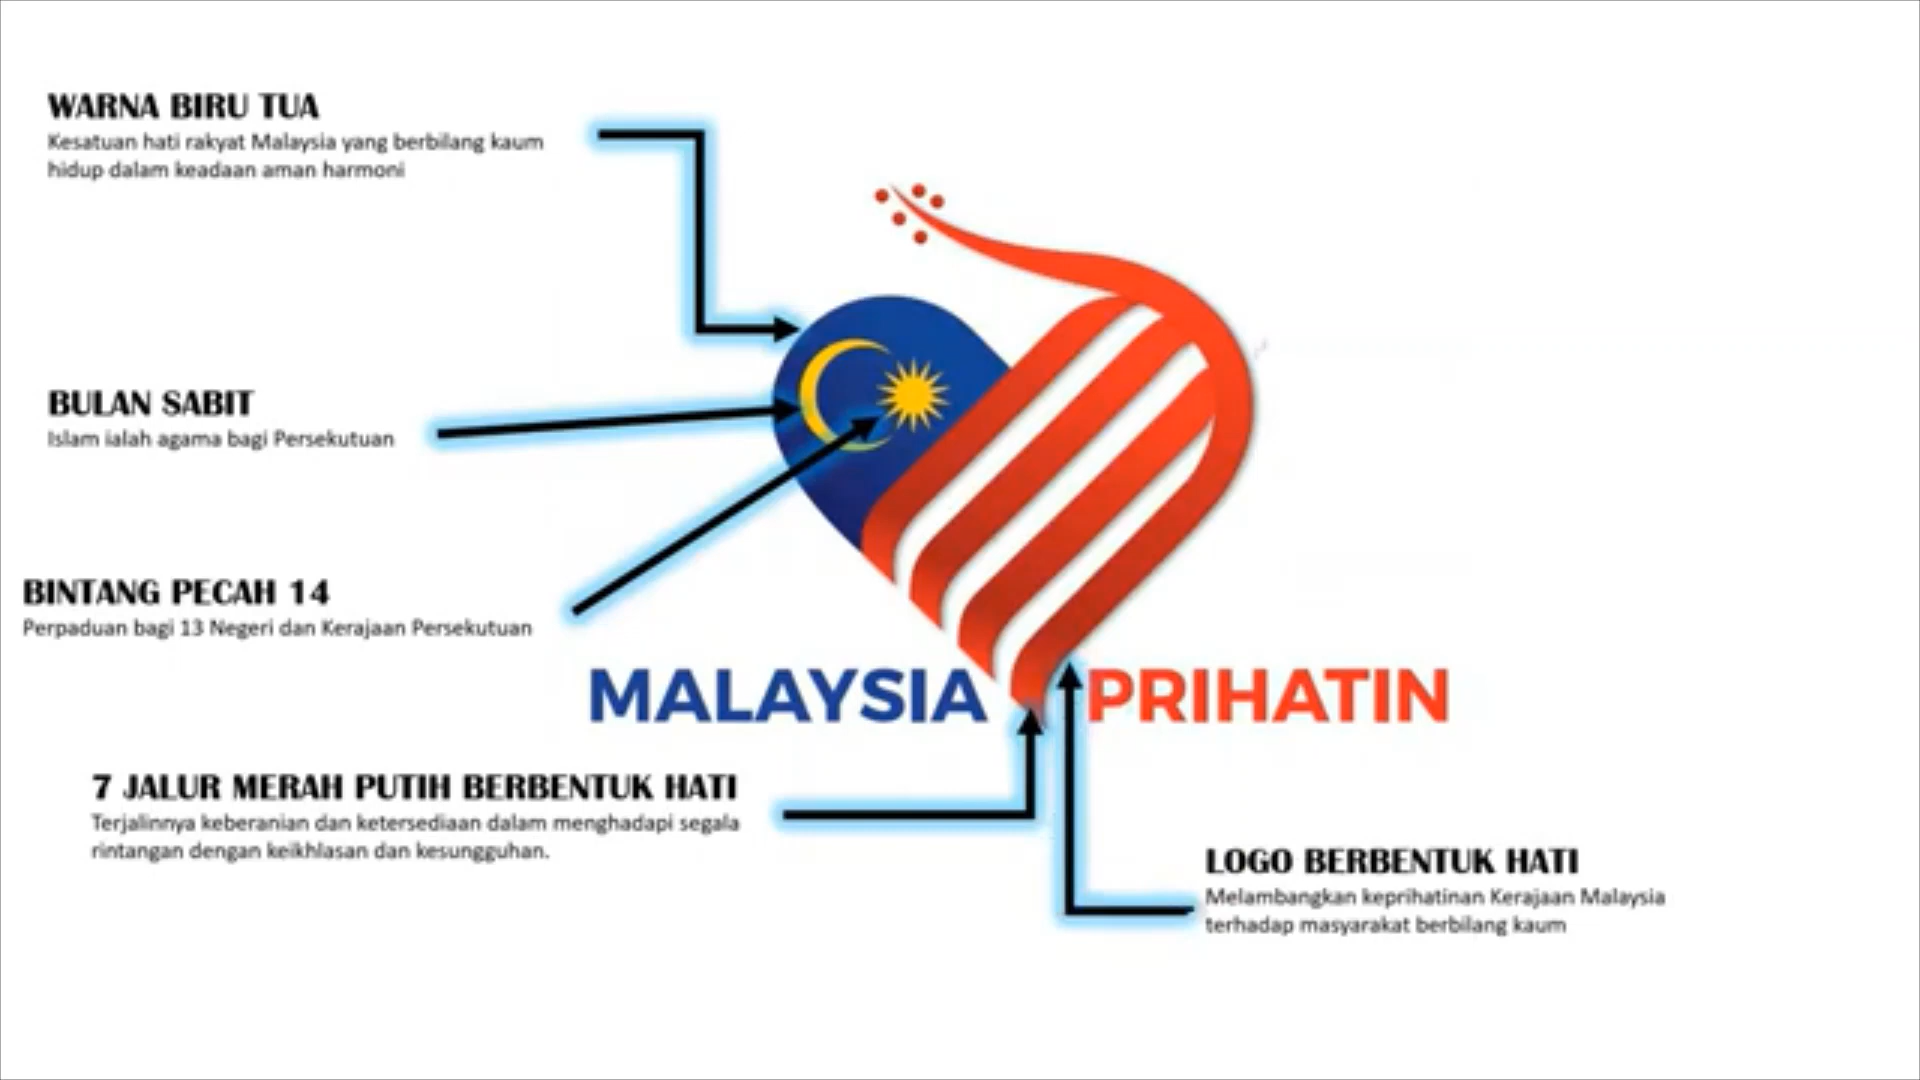 WARNA BIRU TUA
Kesatuan hati rakyat Malaysia yang berbilang kaum
hidup dalam keadaan aman harmoni
BULAN SABIT
Islam ialah agama bagi Persekutuan
BINTANG PECAH 14
Perpaduan bagi 13 Negeri dan Kerajaan Persekutuan
MALAYSIA PRIHATIN
7 JALUR MERAH PUTIH BERBENTUK HATI
Terjalinnya keberanian dan ketersediaan dalam menghadapi segala
rintangan dengan keikhlasan dan kesungguhan.
LOGO BERBENTUK HATI
Melambangkan keprihatinan Kerajaan Malaysia
terhadap masyarakat berbilang kaum